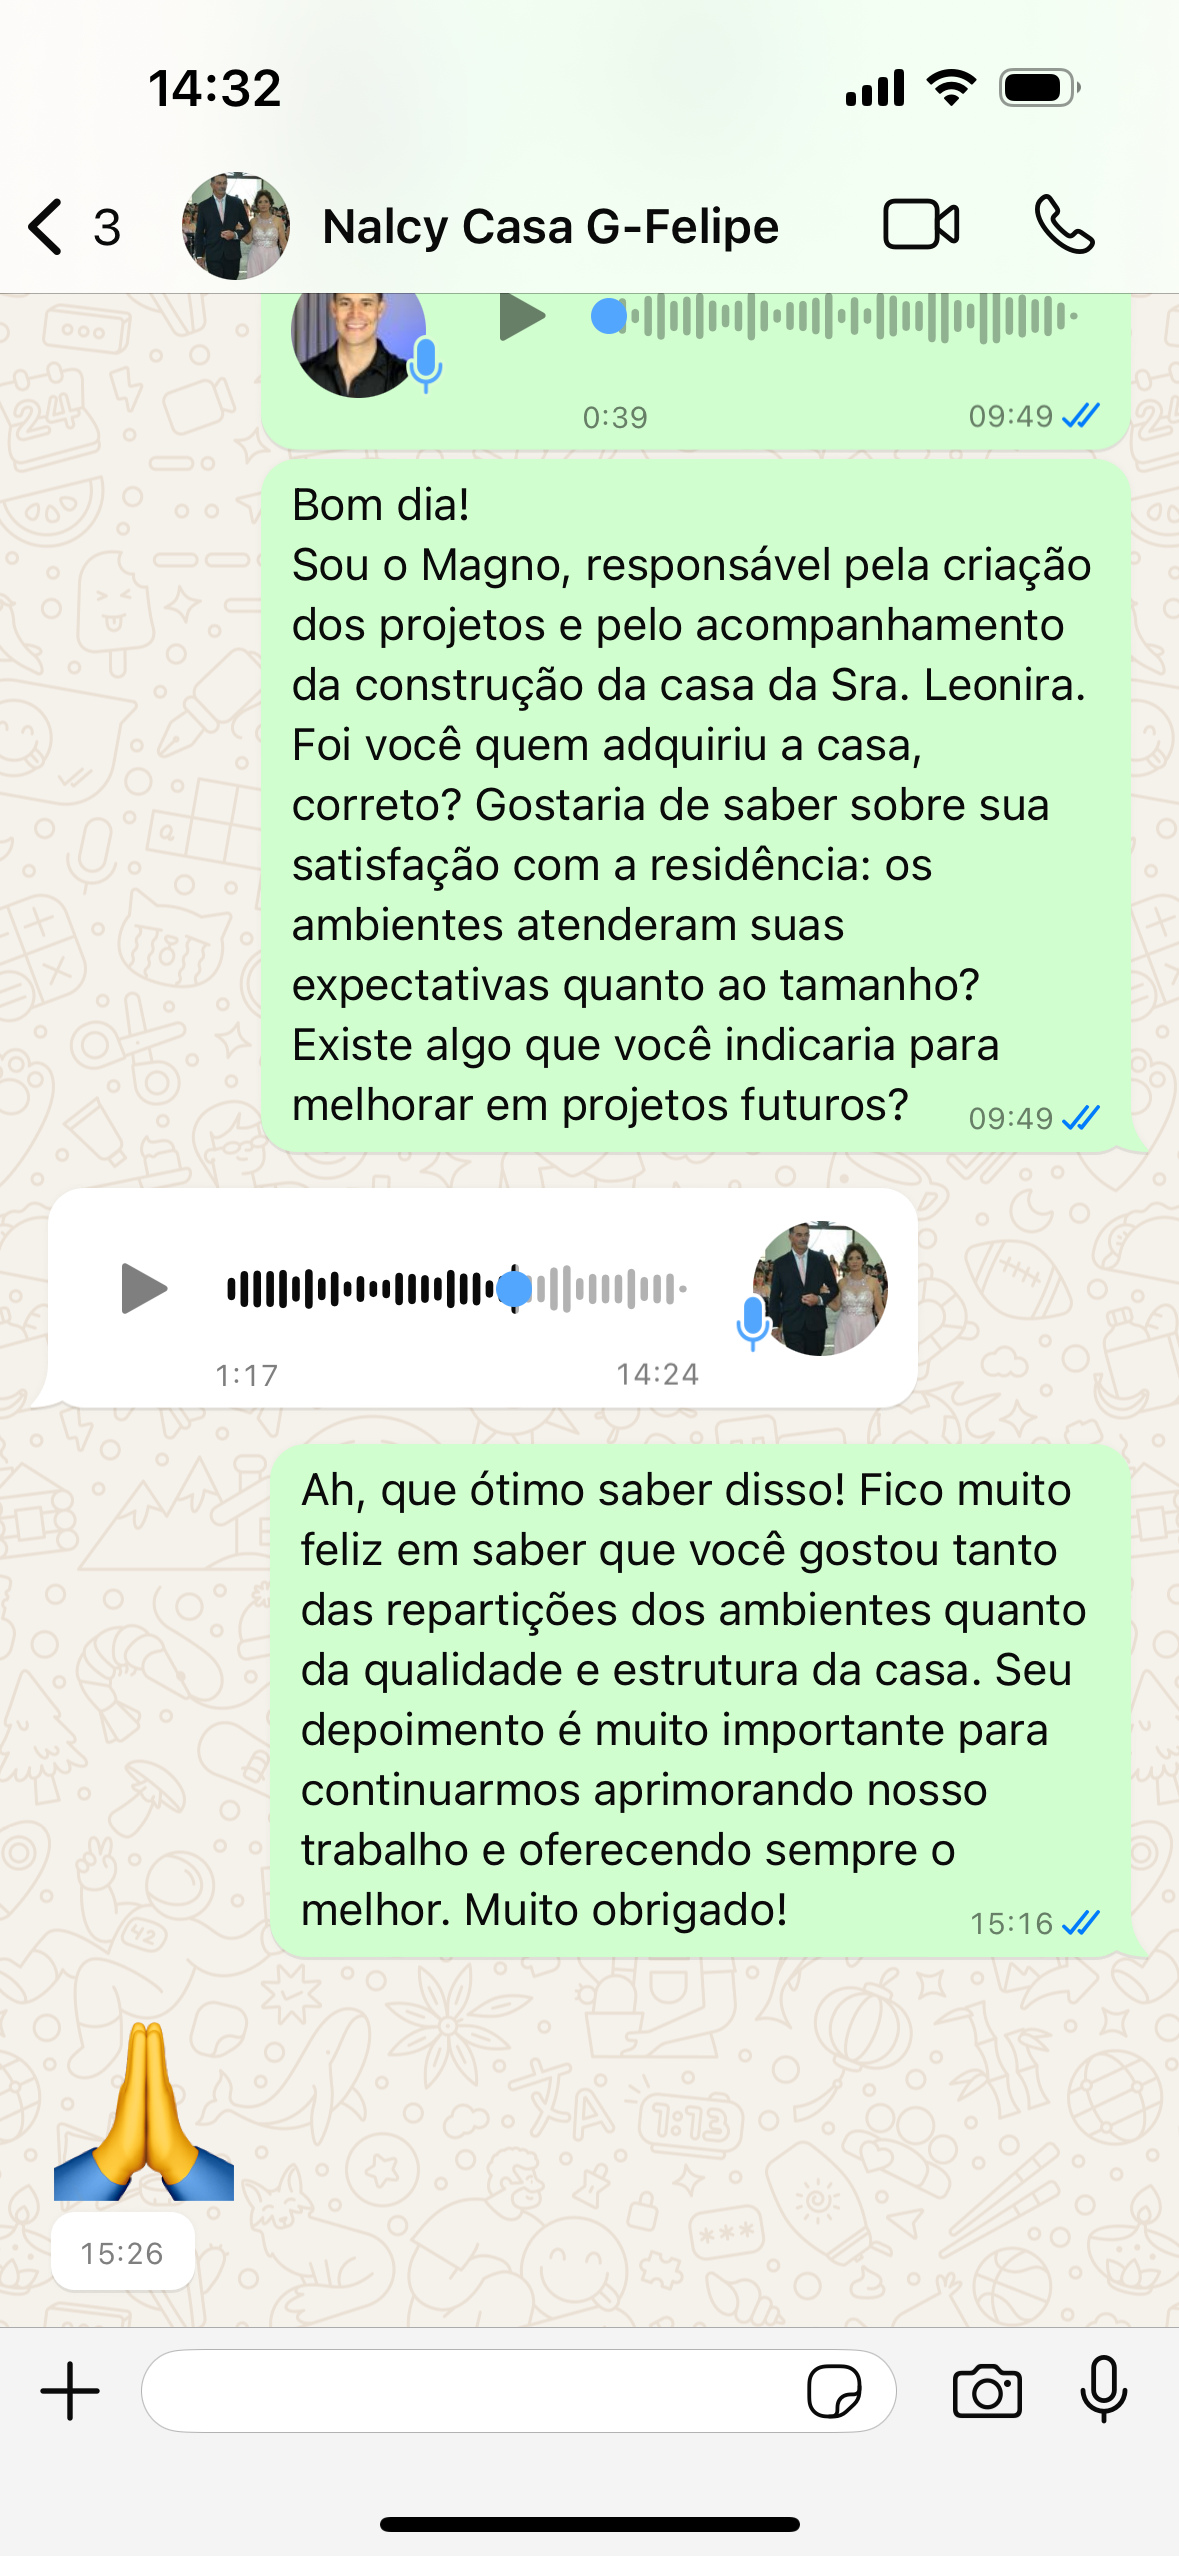 14:32
3
Nalcy Casa G-Felipe
0:39
09:49
Bom dia!
Sou o Magno, responsável pela criação
dos projetos e pelo acompanhamento
da construção da casa da Sra. Leonira.
Foi você quem adquiriu a casa,
correto? Gostaria de saber sobre sua
satisfação com a residência: os
ambientes atenderam suas
expectativas quanto ao tamanho?
Existe algo que você indicaria para
melhorar em projetos futuros?
09:49
1:17
14:24
Ah, que ótimo saber disso! Fico muito
feliz em saber que você gostou tanto
das repartições dos ambientes quanto
da qualidade e estrutura da casa. Seu
depoimento é muito importante para
continuarmos aprimorando nosso
trabalho e oferecendo sempre o
melhor. Muito obrigado!
15:16
15:26